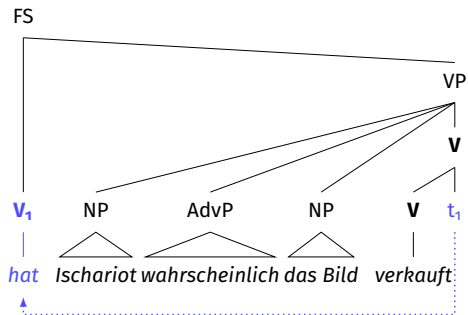 FS
VP
V
V₁ NP AdvP NP V t₁
hat Ischariot wahrscheinlich das Bild verkauft